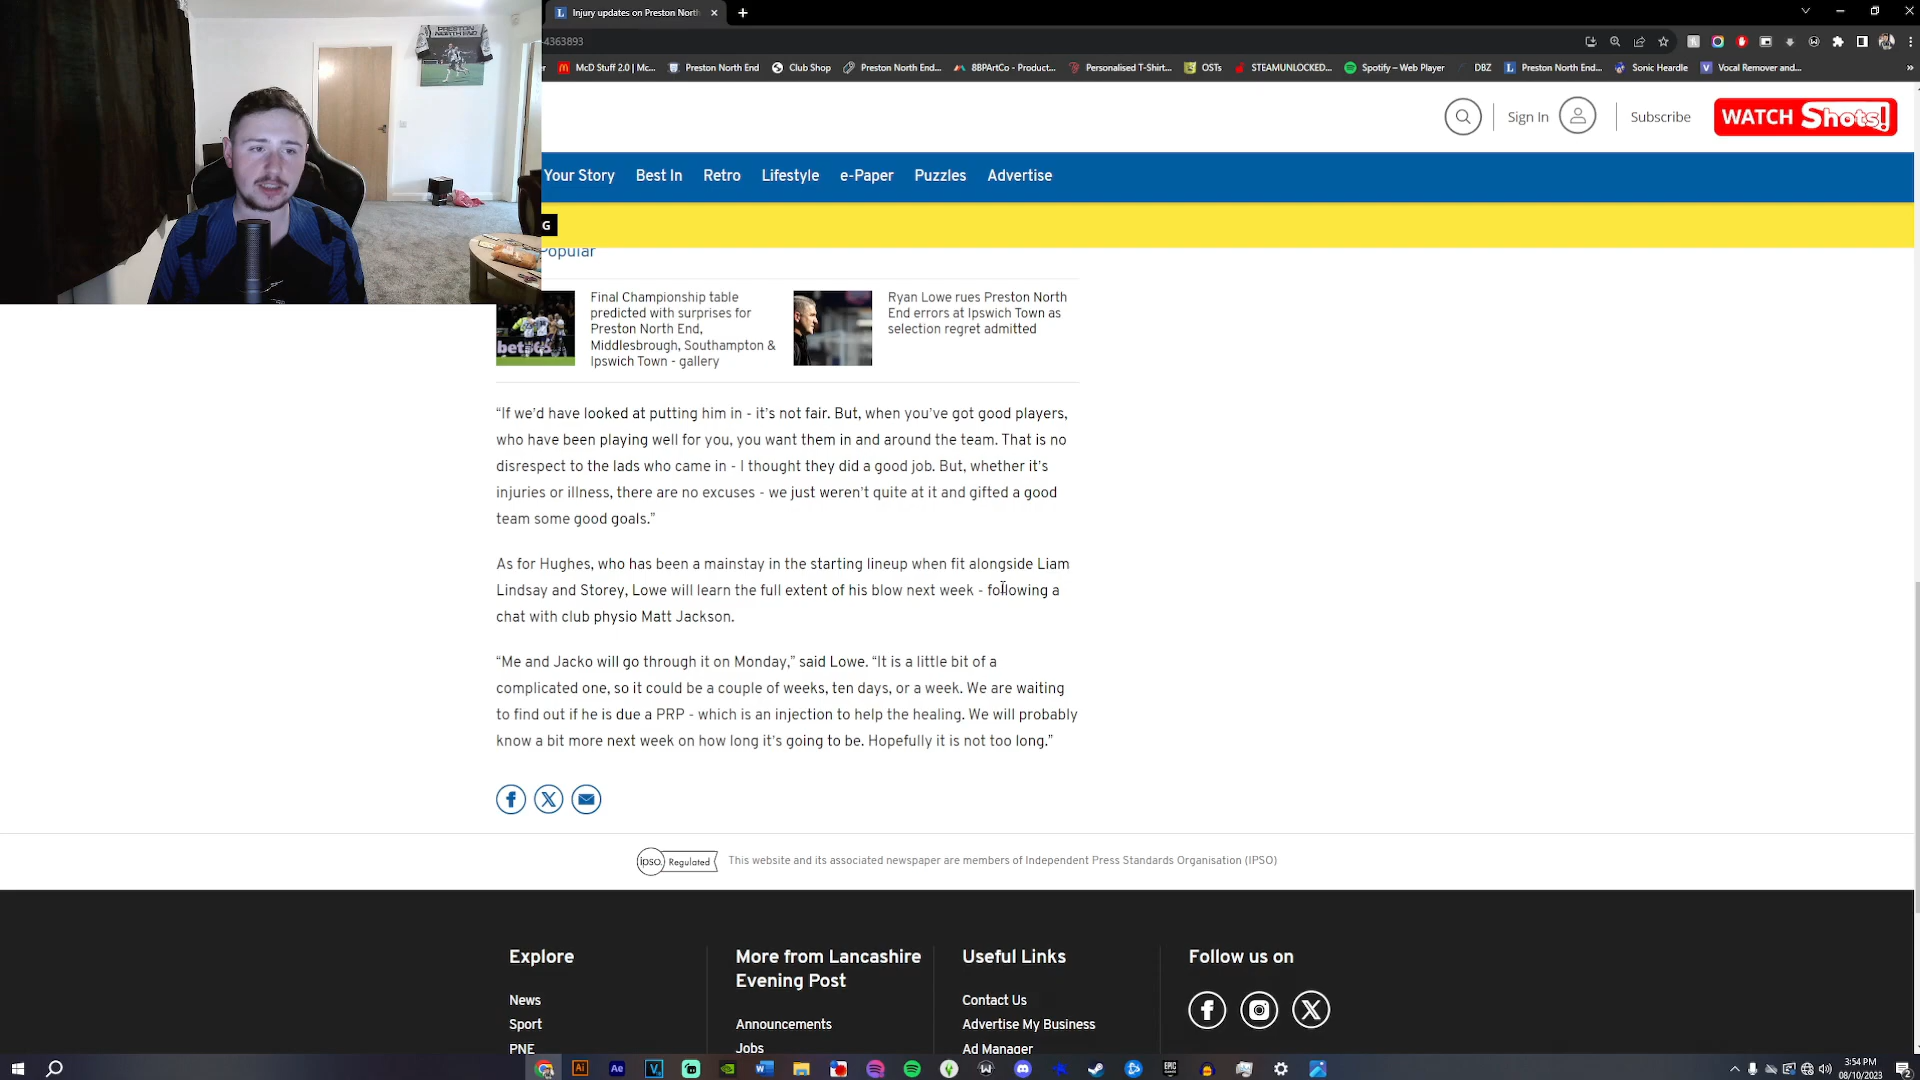 PRESTON
NORTH END
Injury updates on Preston North
4363893
McD Stuff 2.0 | Mc...
Preston North End
Club Shop
Preston North End...
8BPArtCo - Product...
Personalised T-Shirt...
OSTs
STEAMUNLOCKED...
Spotify – Web Player
DBZ
Preston North End...
Sonic Heardle
Vocal Remover and...
Sign In
Subscribe
WATCH Shots!
Your Story
Best In
Retro
Lifestyle
e-Paper
Puzzles
Advertise
G
Popular
Final Championship table
predicted with surprises for
Preston North End,
Middlesbrough, Southampton &
Ipswich Town - gallery
Ryan Lowe rues Preston North
End errors at Ipswich Town as
selection regret admitted
bet365
“If we’d have looked at putting him in - it’s not fair. But, when you’ve got good players,
who have been playing well for you, you want them in and around the team. That is no
disrespect to the lads who came in - I thought they did a good job. But, whether it’s
injuries or illness, there are no excuses - we just weren’t quite at it and gifted a good
team some good goals.”
As for Hughes, who has been a mainstay in the starting lineup when fit alongside Liam
Lindsay and Storey, Lowe will learn the full extent of his blow next week - following a
chat with club physio Matt Jackson.
“Me and Jacko will go through it on Monday,” said Lowe. “It is a little bit of a
complicated one, so it could be a couple of weeks, ten days, or a week. We are waiting
to find out if he is due a PRP - which is an injection to help the healing. We will probably
know a bit more next week on how long it’s going to be. Hopefully it is not too long.”
ipso. Regulated
This website and its associated newspaper are members of Independent Press Standards Organisation (IPSO)
Explore
News
Sport
PNE
More from Lancashire
Evening Post
Announcements
Jobs
Useful Links
Contact Us
Advertise My Business
Ad Manager
Follow us on
3:54 PM
08/10/2023